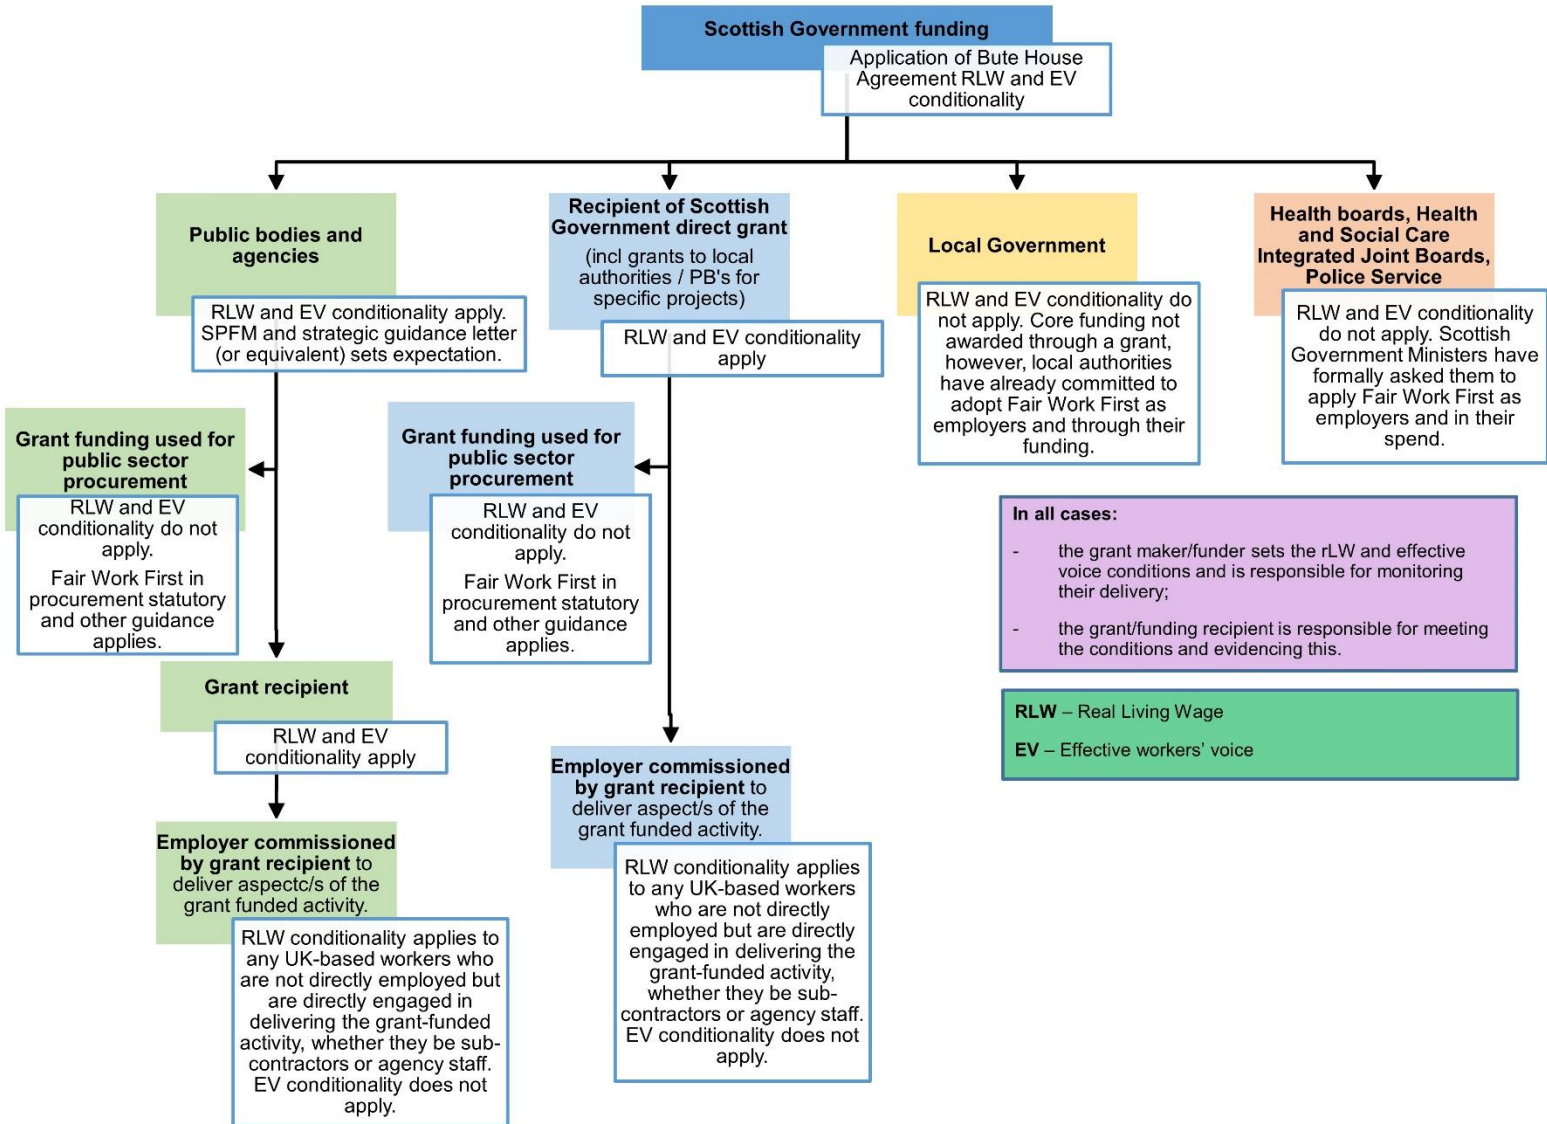 Scottish Government funding
Application of Bute House
Agreement RLW and EV
conditionality
Public bodies and
agencies
RLW and EV conditionality apply.
SPFM and strategic guidance letter
(or equivalent) sets expectation.
Grant funding used for
public sector
procurement
RLW and EV
conditionality do not
apply.
Fair Work First in
procurement statutory
and other guidance
applies.
Grant recipient
RLW and EV
conditionality apply
Employer commissioned
by grant recipient to
deliver aspectc/s of the
grant funded activity.
RLW conditionality applies to
any UK-based workers who
are not directly employed but
are directly engaged in
delivering the grant-funded
activity, whether they be sub-
contractors or agency staff.
EV conditionality does not
apply.
Recipient of Scottish
Government direct grant
(incl grants to local
authorities / PB's for
specific projects)
RLW and EV conditionality
apply
Grant funding used for
public sector
procurement
RLW and EV
conditionality do not
apply.
Fair Work First in
procurement statutory
and other guidance
applies.
Employer commissioned
by grant recipient to
deliver aspect/s of the
grant funded activity.
RLW conditionality applies
to any UK-based workers
who are not directly
employed but are directly
engaged in delivering the
grant-funded activity,
whether they be sub-
contractors or agency staff.
EV conditionality does not
apply.
Local Government
RLW and EV conditionality do
not apply. Core funding not
awarded through a grant,
however, local authorities
have already committed to
adopt Fair Work First as
employers and through their
funding.
Health boards, Health
and Social Care
Integrated Joint Boards,
Police Service
RLW and EV conditionality
do not apply. Scottish
Government Ministers have
formally asked them to
apply Fair Work First as
employers and in their
spend.
In all cases:
- the grant maker/funder sets the rLW and effective
voice conditions and is responsible for monitoring
their delivery;
- the grant/funding recipient is responsible for meeting
the conditions and evidencing this.
RLW – Real Living Wage
EV – Effective workers' voice